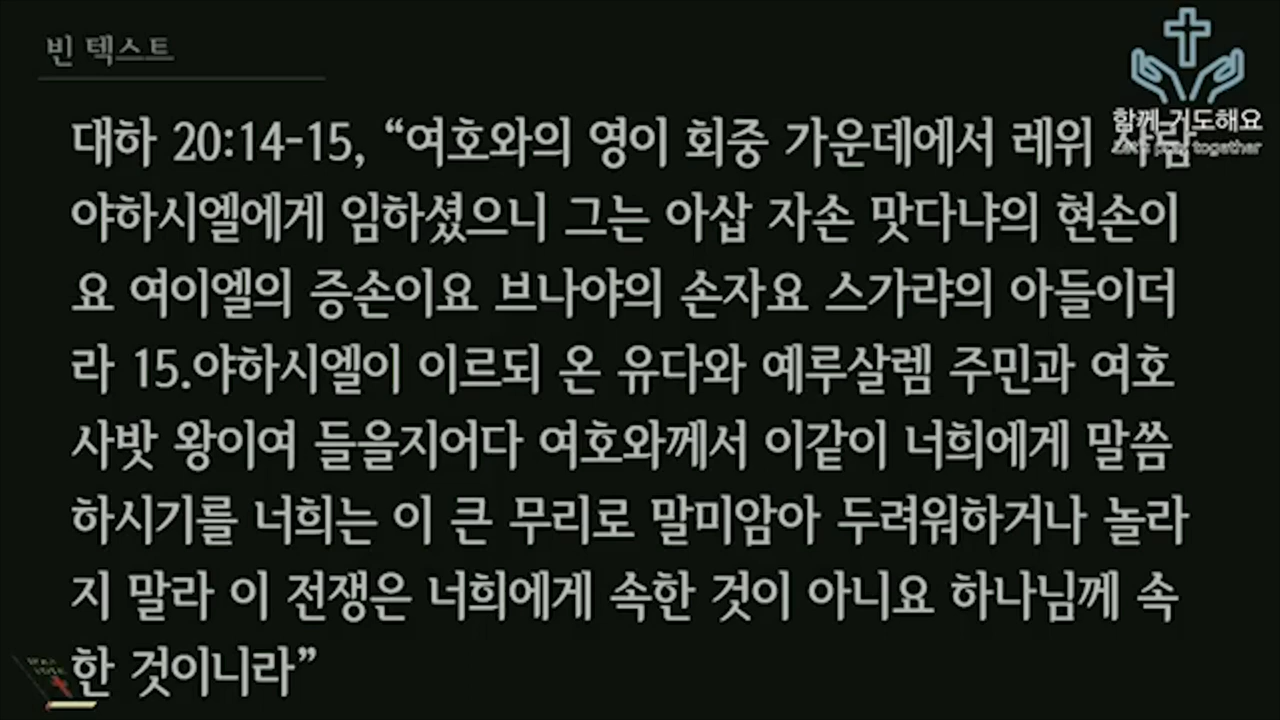 빈 텍스트
함께 기도해요
대하 20:14-15, “여호와의 영이 회중 가운데에서 레위 사람
야하시엘에게 임하셨으니 그는 아삽 자손 맛다냐의 현손이
요 여이엘의 증손이요 브나야의 손자요 스가랴의 아들이더
라 15.야하시엘이 이르되 온 유다와 예루살렘 주민과 여호
사밧 왕이여 들을지어다 여호와께서 이같이 너희에게 말씀
하시기를 너희는 이 큰 무리로 말미암아 두려워하거나 놀라
지 말라 이 전쟁은 너희에게 속한 것이 아니요 하나님께 속
한 것이니라”